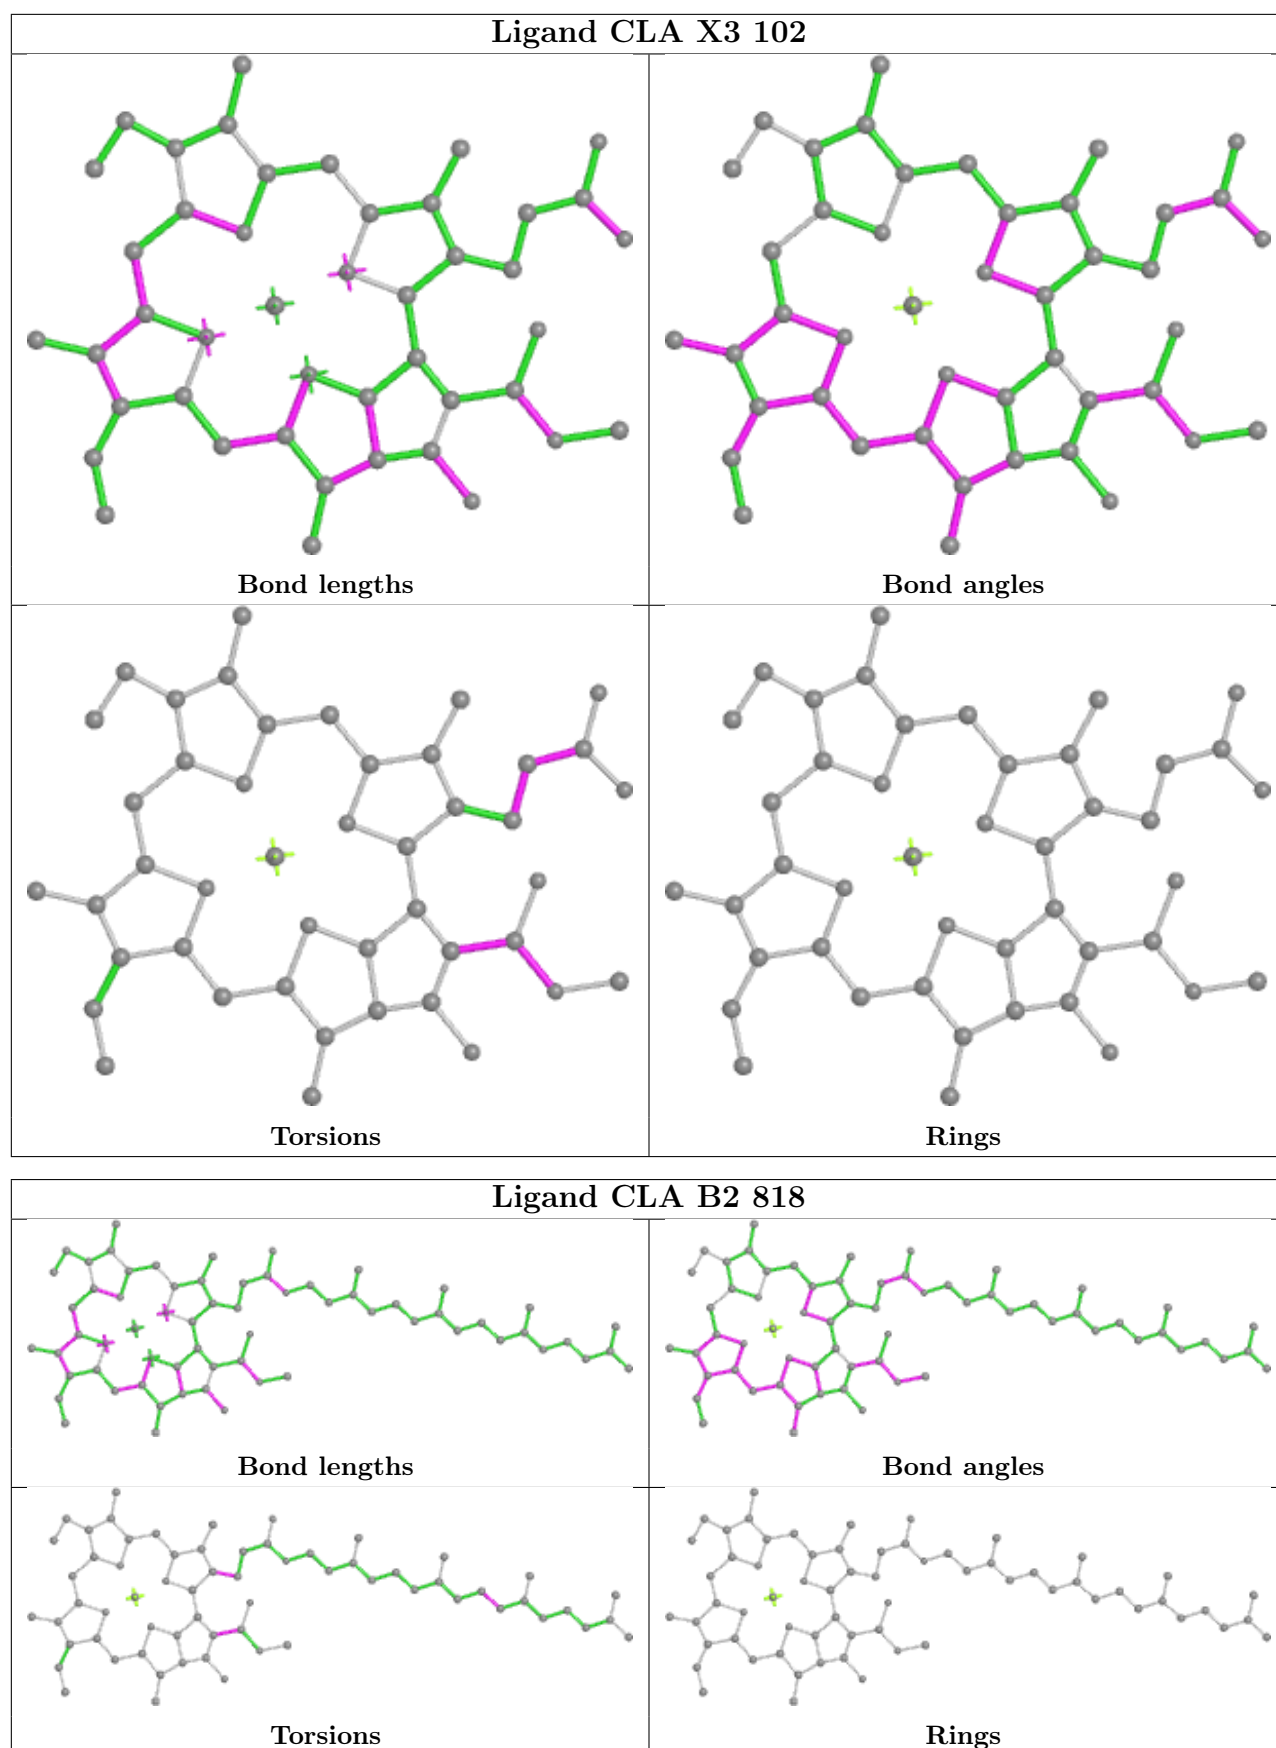 Ligand CLA X3 102
Bond lengths
Bond angles
Torsions
Rings
Ligand CLA B2 818
Bond lengths
Bond angles
Torsions
Rings